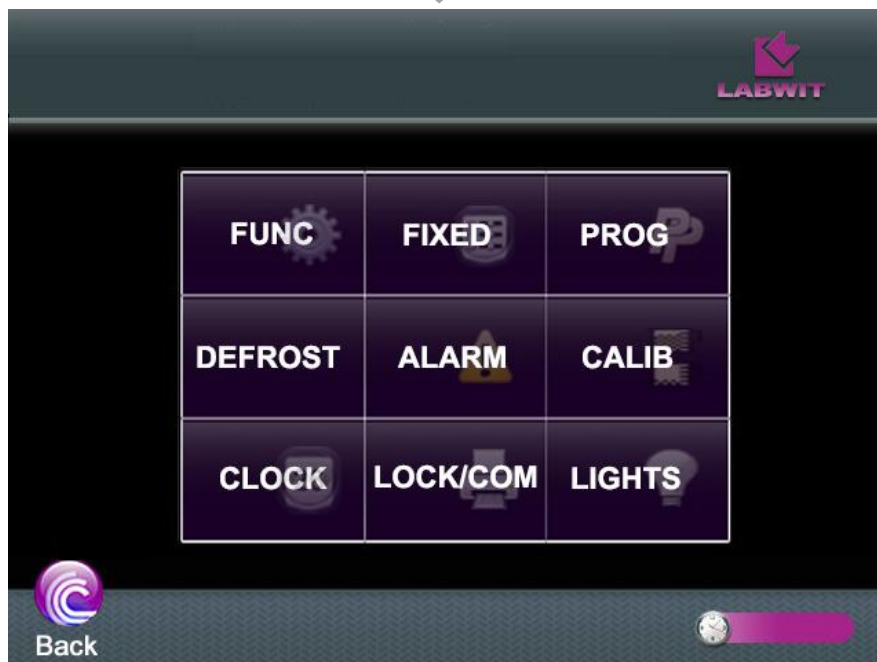 LABWIT
FUNC FIXED PROG
DEFROST ALARM CALIB
CLOCK LOCK/COM LIGHTS
Back